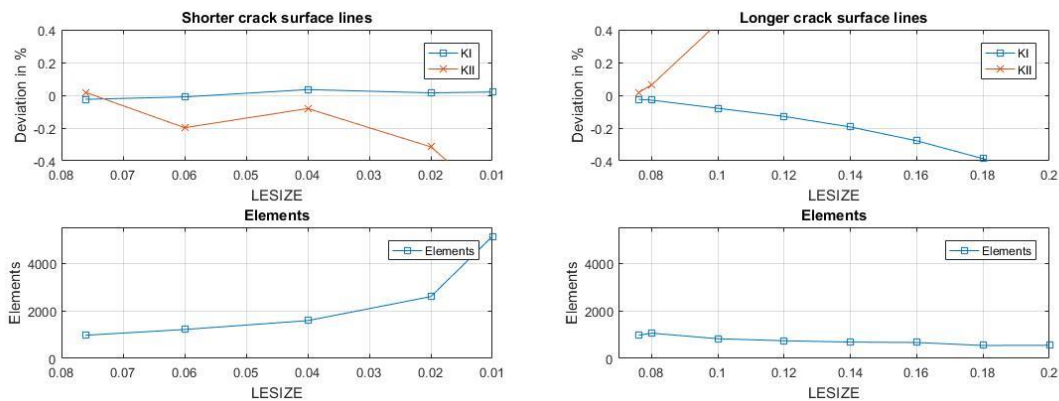 Shorter crack surface lines
Deviation in %
0.4
0.2
0
-0.2
-0.4
KI
KII
0.08 0.07 0.06 0.05 0.04 0.03 0.02 0.01
LESIZE
Longer crack surface lines
Deviation in %
0.4
0.2
0
-0.2
-0.4
KI
KII
0.08 0.1 0.12 0.14 0.16 0.18 0.2
LESIZE
Elements
Elements
4000
2000
0
Elements
0.08 0.07 0.06 0.05 0.04 0.03 0.02 0.01
LESIZE
Elements
Elements
4000
2000
0
Elements
0.08 0.1 0.12 0.14 0.16 0.18 0.2
LESIZE